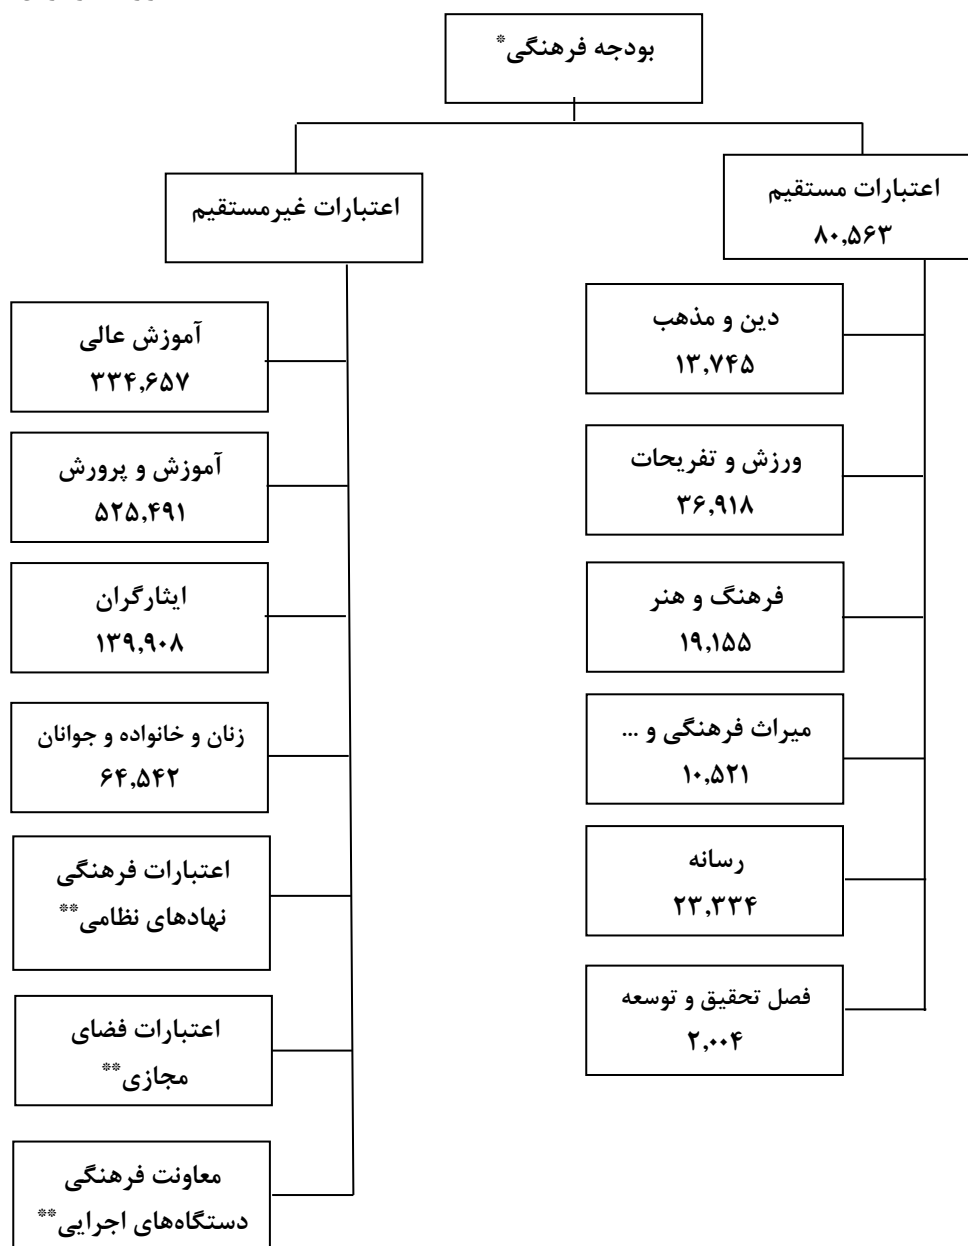 بودجه فرهنگی*
اعتبارات مستقیم
۸۰,۵۶۳
دین و مذهب
۱۳,۷۴۵
ورزش و تفریحات
۳۶,۹۱۸
فرهنگ و هنر
۱۹,۱۵۵
میراث فرهنگی و ...
۱۰,۵۲۱
رسانه
۲۳,۳۳۴
فصل تحقیق و توسعه
۲,۰۰۴
اعتبارات غیرمستقیم
آموزش عالی
۳۳۴,۶۵۷
آموزش و پرورش
۵۲۵,۴۹۱
ایثارگران
۱۳۹,۹۰۸
زنان و خانواده و جوانان
۶۴,۵۴۲
اعتبارات فرهنگی
نهادهای نظامی**
اعتبارات فضای
مجازی**
معاونت فرهنگی
دستگاه‌های اجرایی**